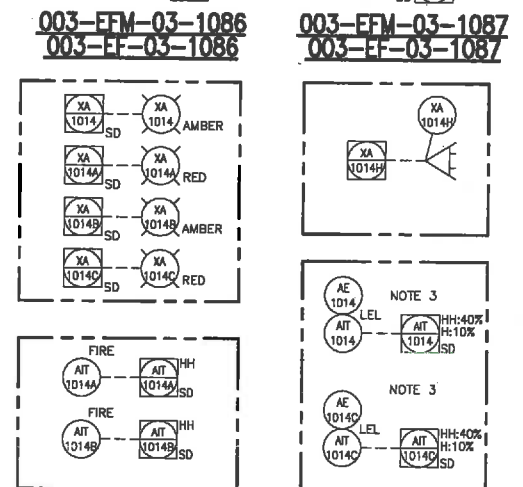 003-EFM-03-1086
003-EF-03-1086
003-EFM-03-1087
003-EF-03-1087
XA
1014
SD
XA
1014
AMBER
XA
1014A
SD
XA
1014A
RED
XA
1014B
SD
XA
1014B
AMBER
XA
1014C
SD
XA
1014C
RED
XA
1014H
XA
1014H
FIRE
AIT
1014A
AIT
1014A
HH
SD
FIRE
AIT
1014B
AIT
1014B
HH
SD
AE
1014
NOTE 3
LEL
AIT
1014
AIT
1014
HH:40%
H:10%
SD
AE
1014C
NOTE 3
LEL
AIT
1014C
AIT
1014C
HH:40%
H:10%
SD